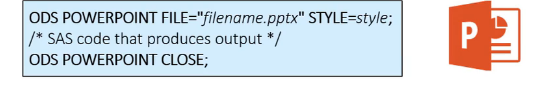 ODS POWERPOINT FILE="filename.pptx" STYLE=style;
/* SAS code that produces output */
ODS POWERPOINT CLOSE;
P